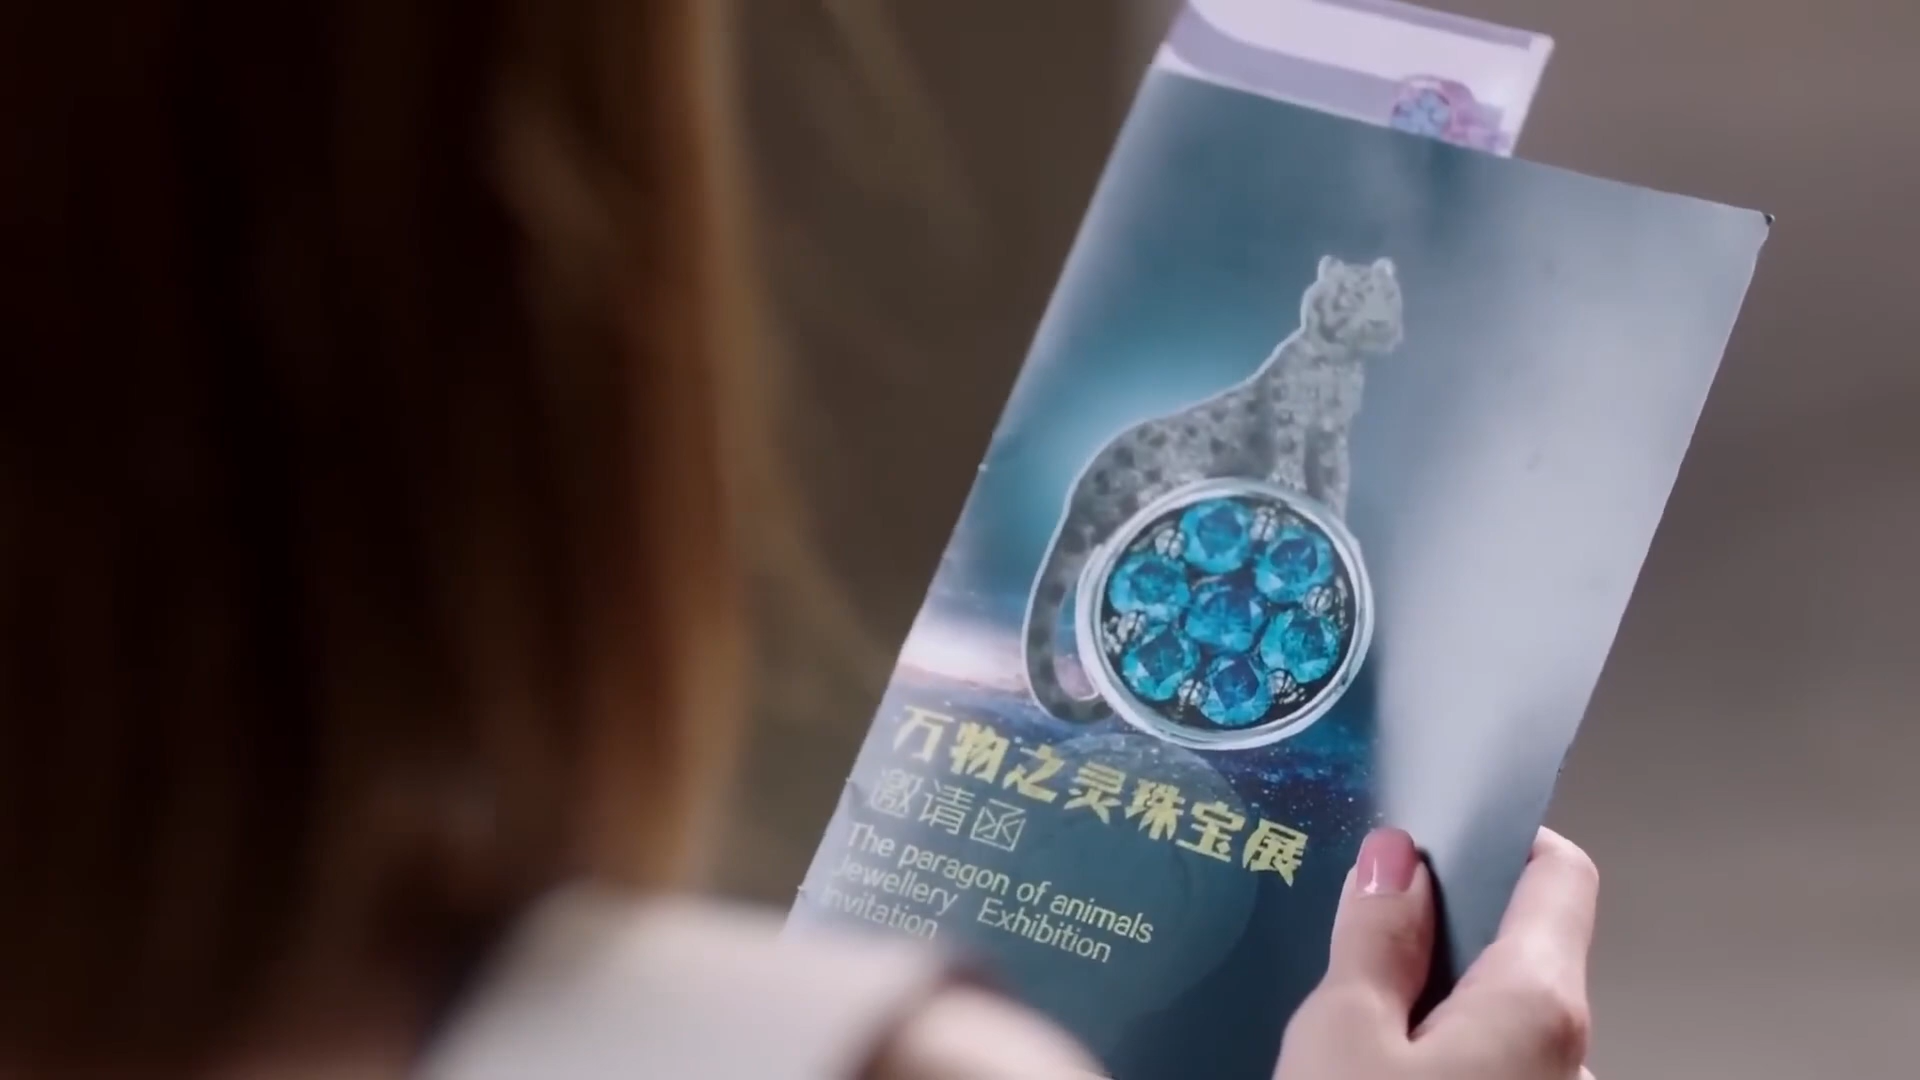 万物之灵珠宝展
邀请函
The paragon of animals
Jewellery Exhibition
Invitation